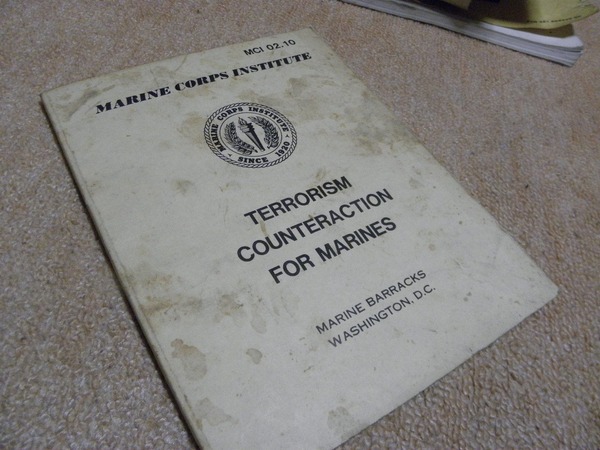 MCI 02.10
MARINE CORPS INSTITUTE
MARINE CORPS INSTITUTE
SINCE 1920
TERRORISM
COUNTERACTION
FOR MARINES
MARINE BARRACKS
WASHINGTON, D.C.